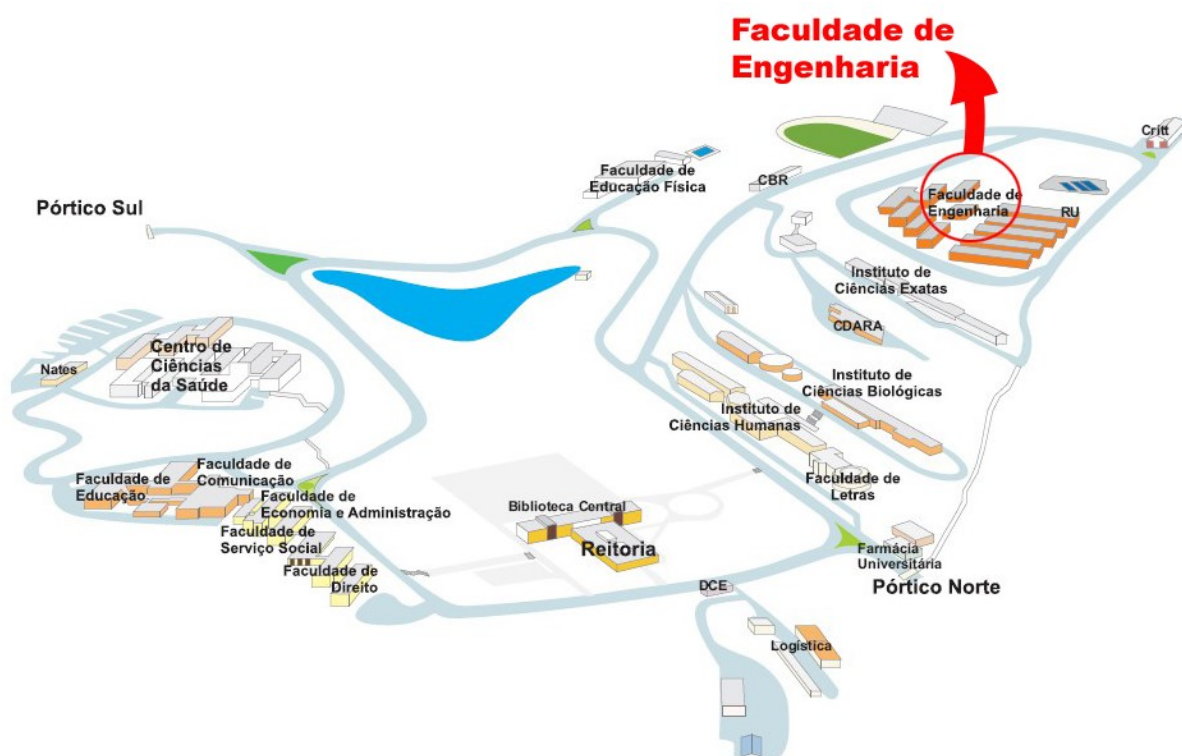 Faculdade de
Engenharia
Critt
Faculdade de
Educação Física
CBR
Faculdade de
Engenharia
RU
Pórtico Sul
Instituto de
Ciências Exatas
CDARA
Centro de
Ciências
da Saúde
Nates
Instituto de
Ciências Biológicas
Instituto de
Ciências Humanas
Faculdade de
Letras
Faculdade de
Comunicação
Faculdade de
Educação
Faculdade de
Economia e Administração
Faculdade de
Serviço Social
Faculdade de
Direito
Biblioteca Central
Reitoria
Farmácia
Universitária
Pórtico Norte
DCE
Logística